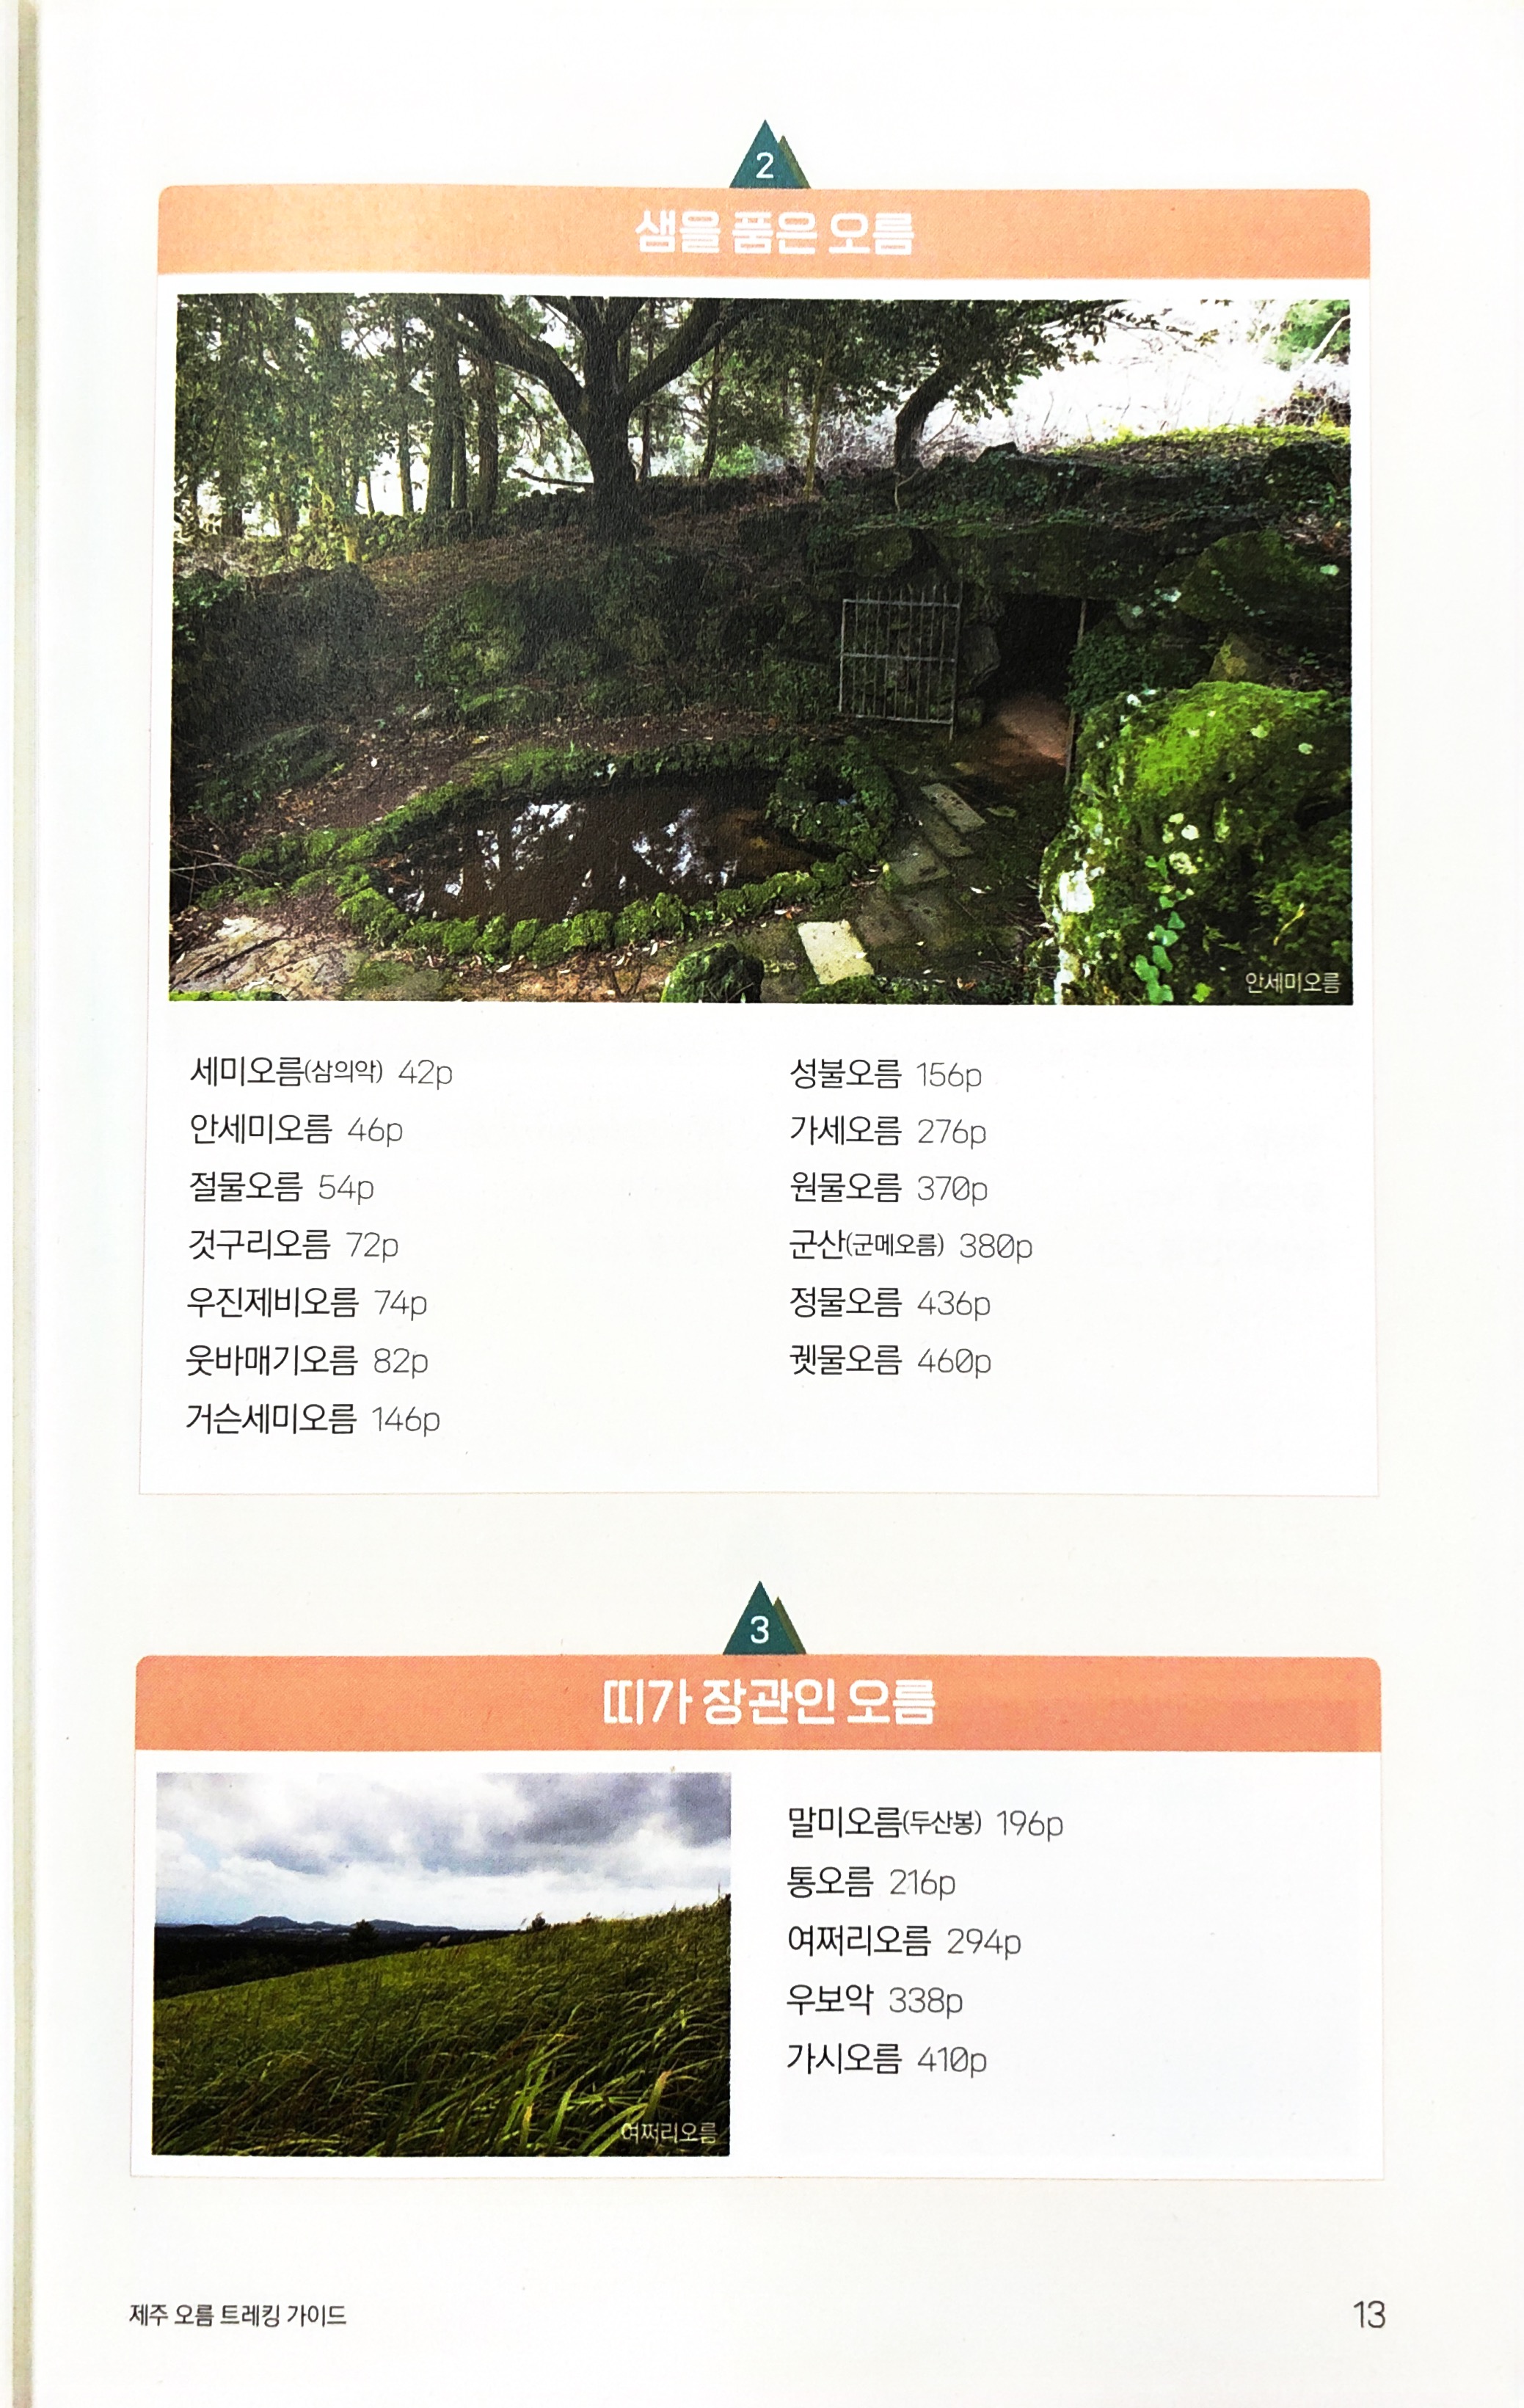 2
샘을 품은 오름
안세미오름
세미오름(삼의악) 42p
안세미오름 46p
절물오름 54p
것구리오름 72p
우진제비오름 74p
웃바매기오름 82p
거슨세미오름 146p
성불오름 156p
가세오름 276p
원물오름 370p
군산(군메오름) 380p
정물오름 436p
궷물오름 460p
3
띠가 장관인 오름
여쩌리오름
말미오름(두산봉) 196p
통오름 216p
여쩌리오름 294p
우보악 338p
가시오름 410p
제주 오름 트레킹 가이드
13